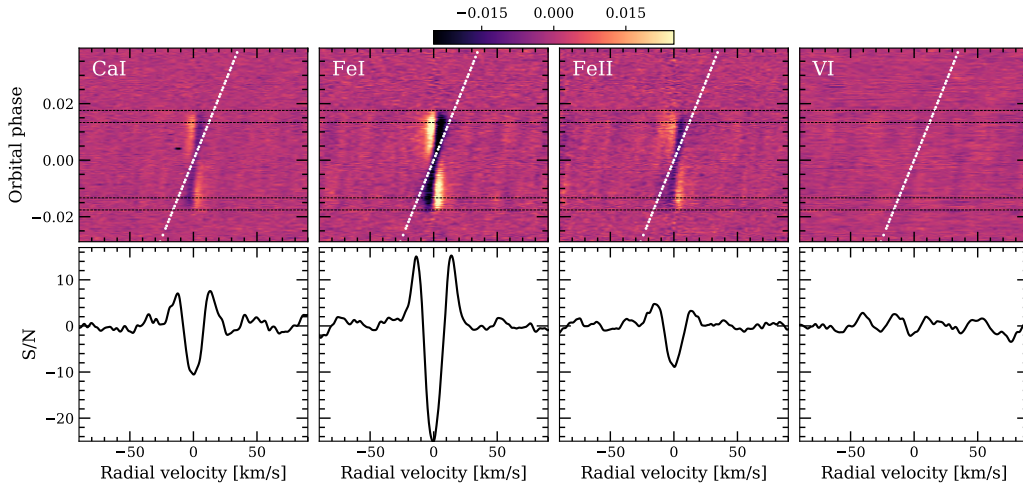 −0.015 0.000 0.015
CaI FeI FeII VI
Orbital phase
0.02
0.00
−0.02
S/N
10
0
−10
−20
−50 0 50 −50 0 50 −50 0 50 −50 0 50
Radial velocity [km/s] Radial velocity [km/s] Radial velocity [km/s] Radial velocity [km/s]